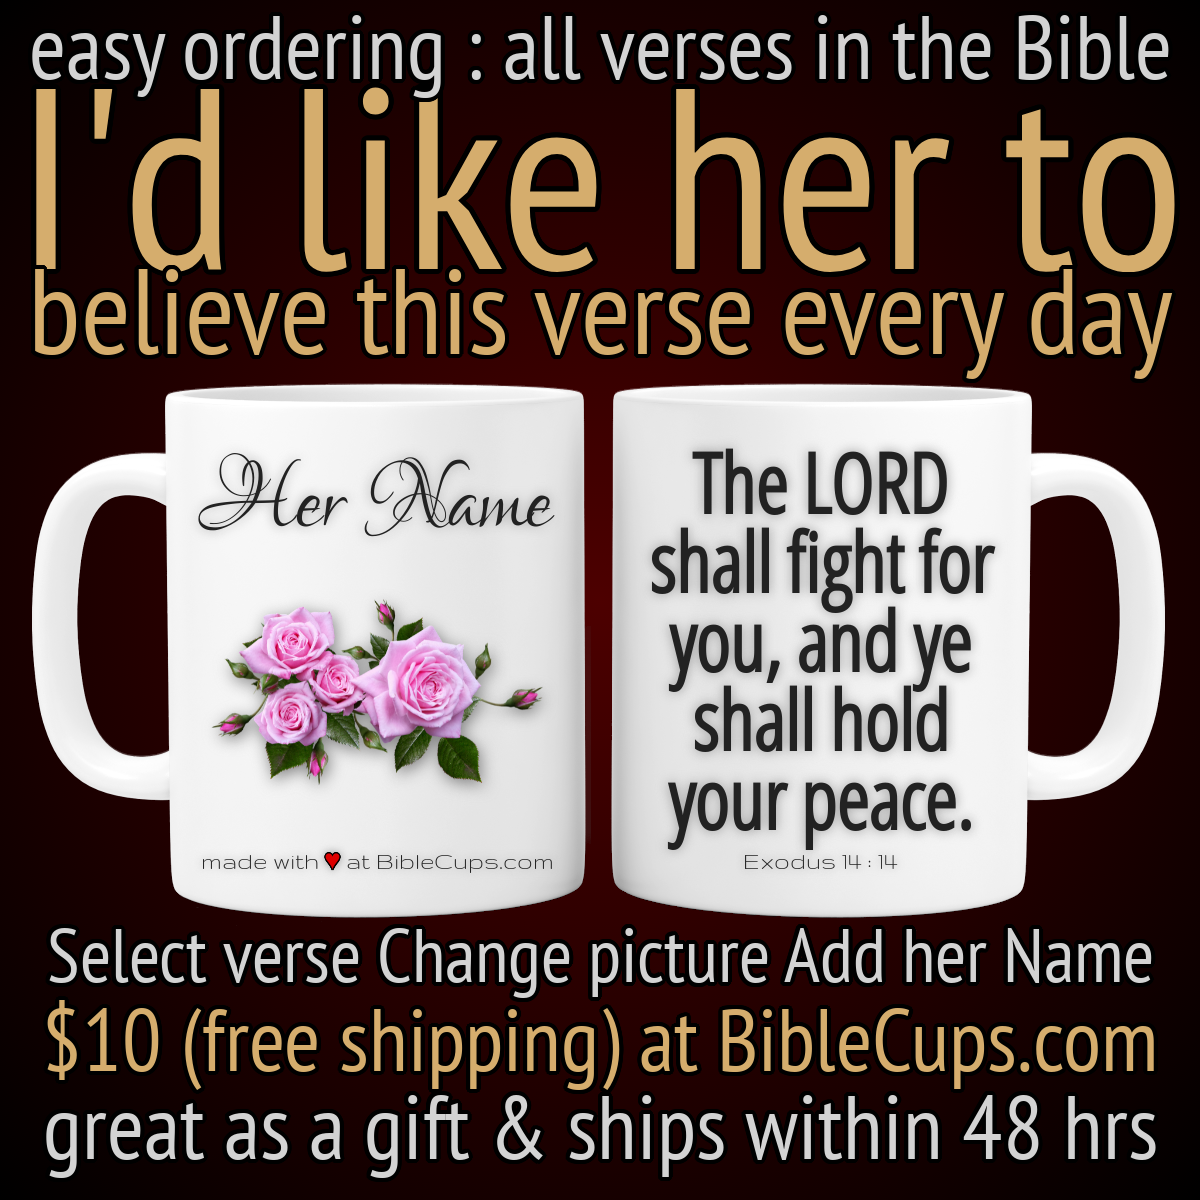 easy ordering : all verses in the Bible
I'd like her to
believe this verse every day
Her Name
made with ♥ at BibleCups.com
The LORD
shall fight for
you, and ye
shall hold
your peace.
Exodus 14 : 14
Select verse Change picture Add her Name
$10 (free shipping) at BibleCups.com
great as a gift & ships within 48 hrs